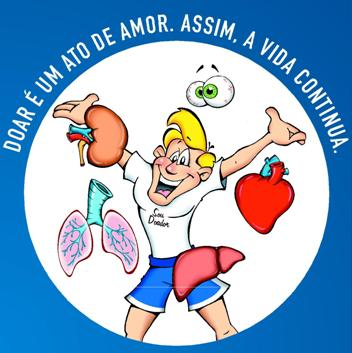 DOAR É UM ATO DE AMOR. ASSIM, A VIDA CONTINUA.
Sou
Doador